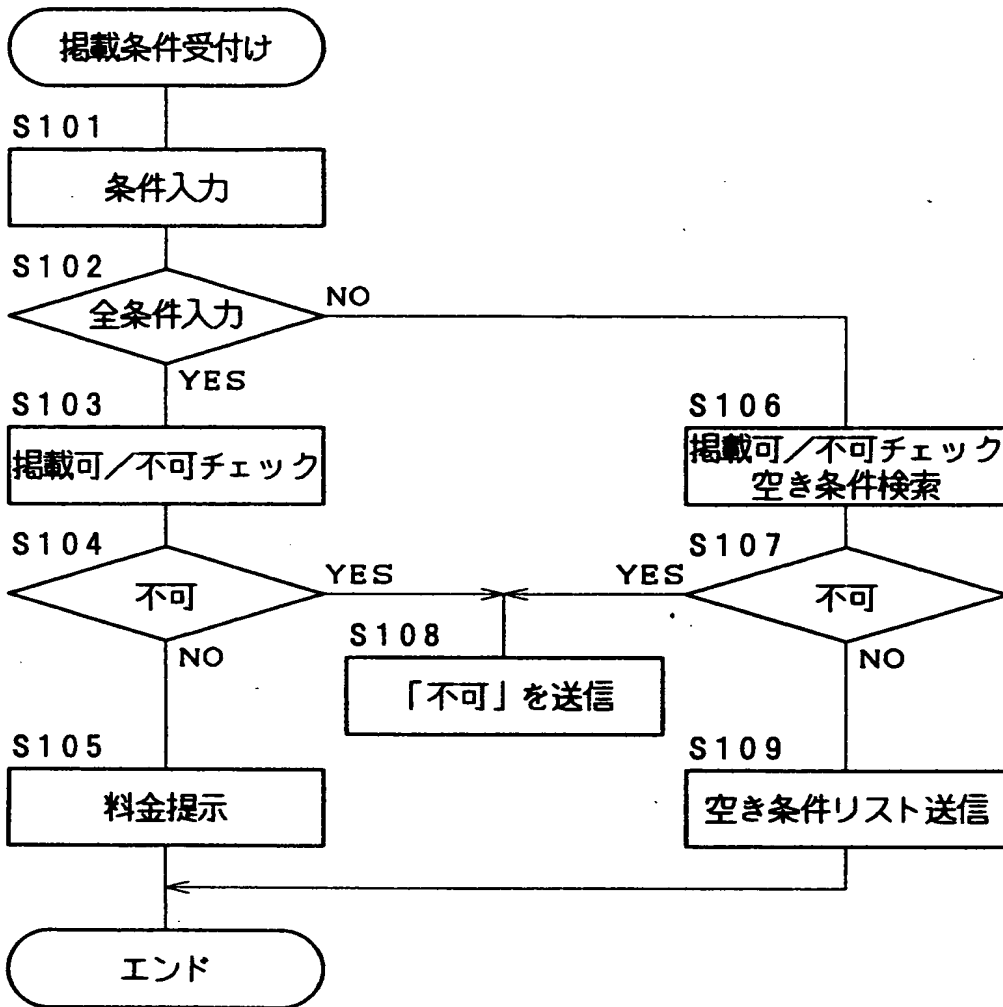 掲載条件受付け
S101
条件入力
S102
全条件入力
NO
YES
S103
掲載可／不可チェック
S106
掲載可／不可チェック
空き条件検索
S104
不可
YES
NO
S107
不可
YES
NO
S108
「不可」を送信
S105
料金提示
S109
空き条件リスト送信
エンド